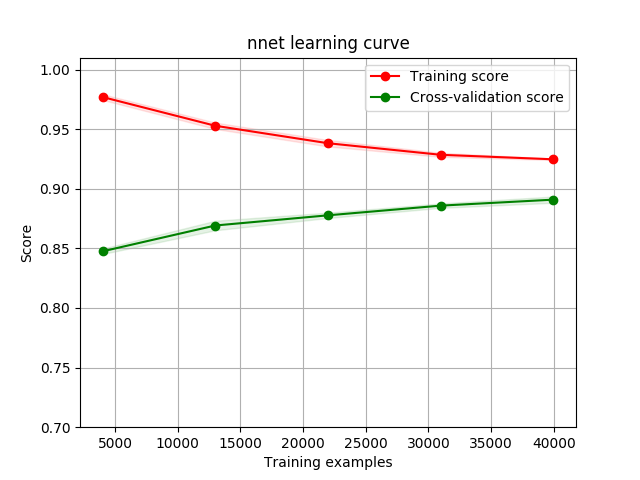 nnet learning curve
Training score
Cross-validation score
Score
1.00
0.95
0.90
0.85
0.80
0.75
0.70
5000 10000 15000 20000 25000 30000 35000 40000
Training examples